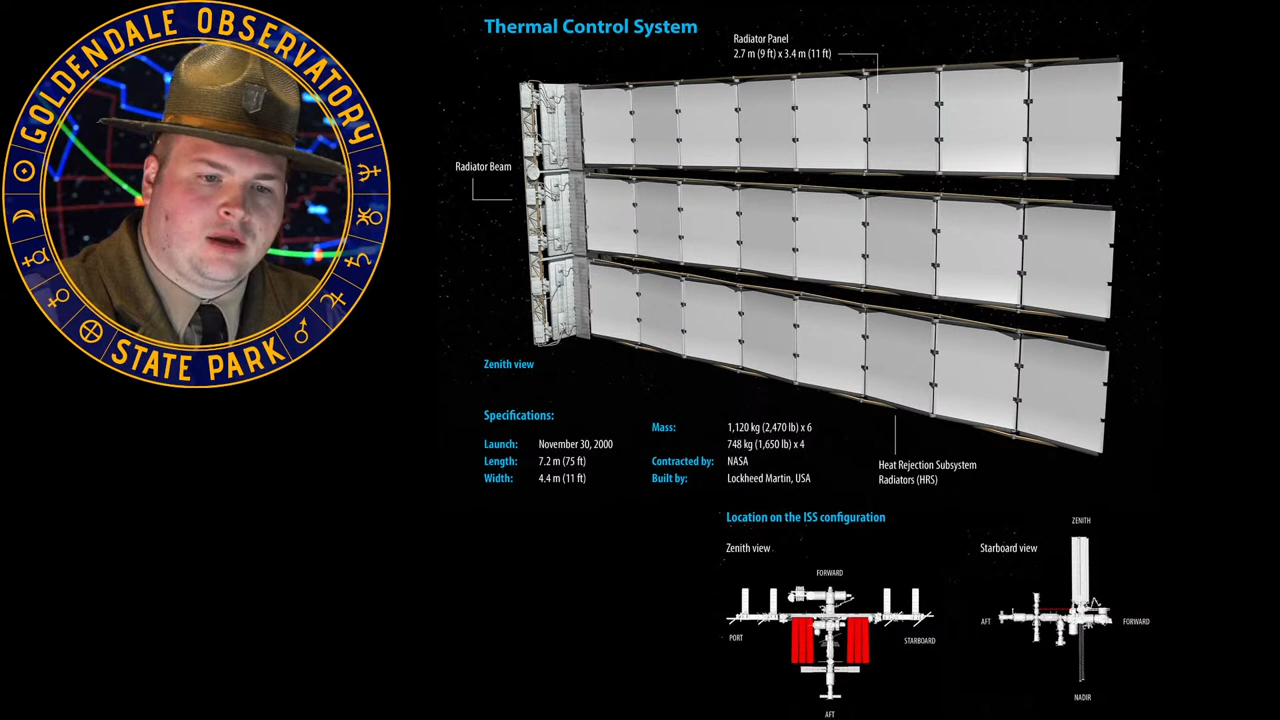 GOLDENDALE OBSERVATORY
STATE PARK
Thermal Control System
Radiator Panel
2.7 m (9 ft) x 3.4 m (11 ft)
Radiator Beam
Zenith view
Specifications:
Launch: November 30, 2000
Length: 7.2 m (75 ft)
Width: 4.4 m (11 ft)
Mass: 1,120 kg (2,470 lb) x 6
748 kg (1,650 lb) x 4
Contracted by: NASA
Built by: Lockheed Martin, USA
Heat Rejection Subsystem
Radiators (HRS)
Location on the ISS configuration
Zenith view
FORWARD
PORT
STARBOARD
AFT
Starboard view
ZENITH
AFT
FORWARD
NADIR